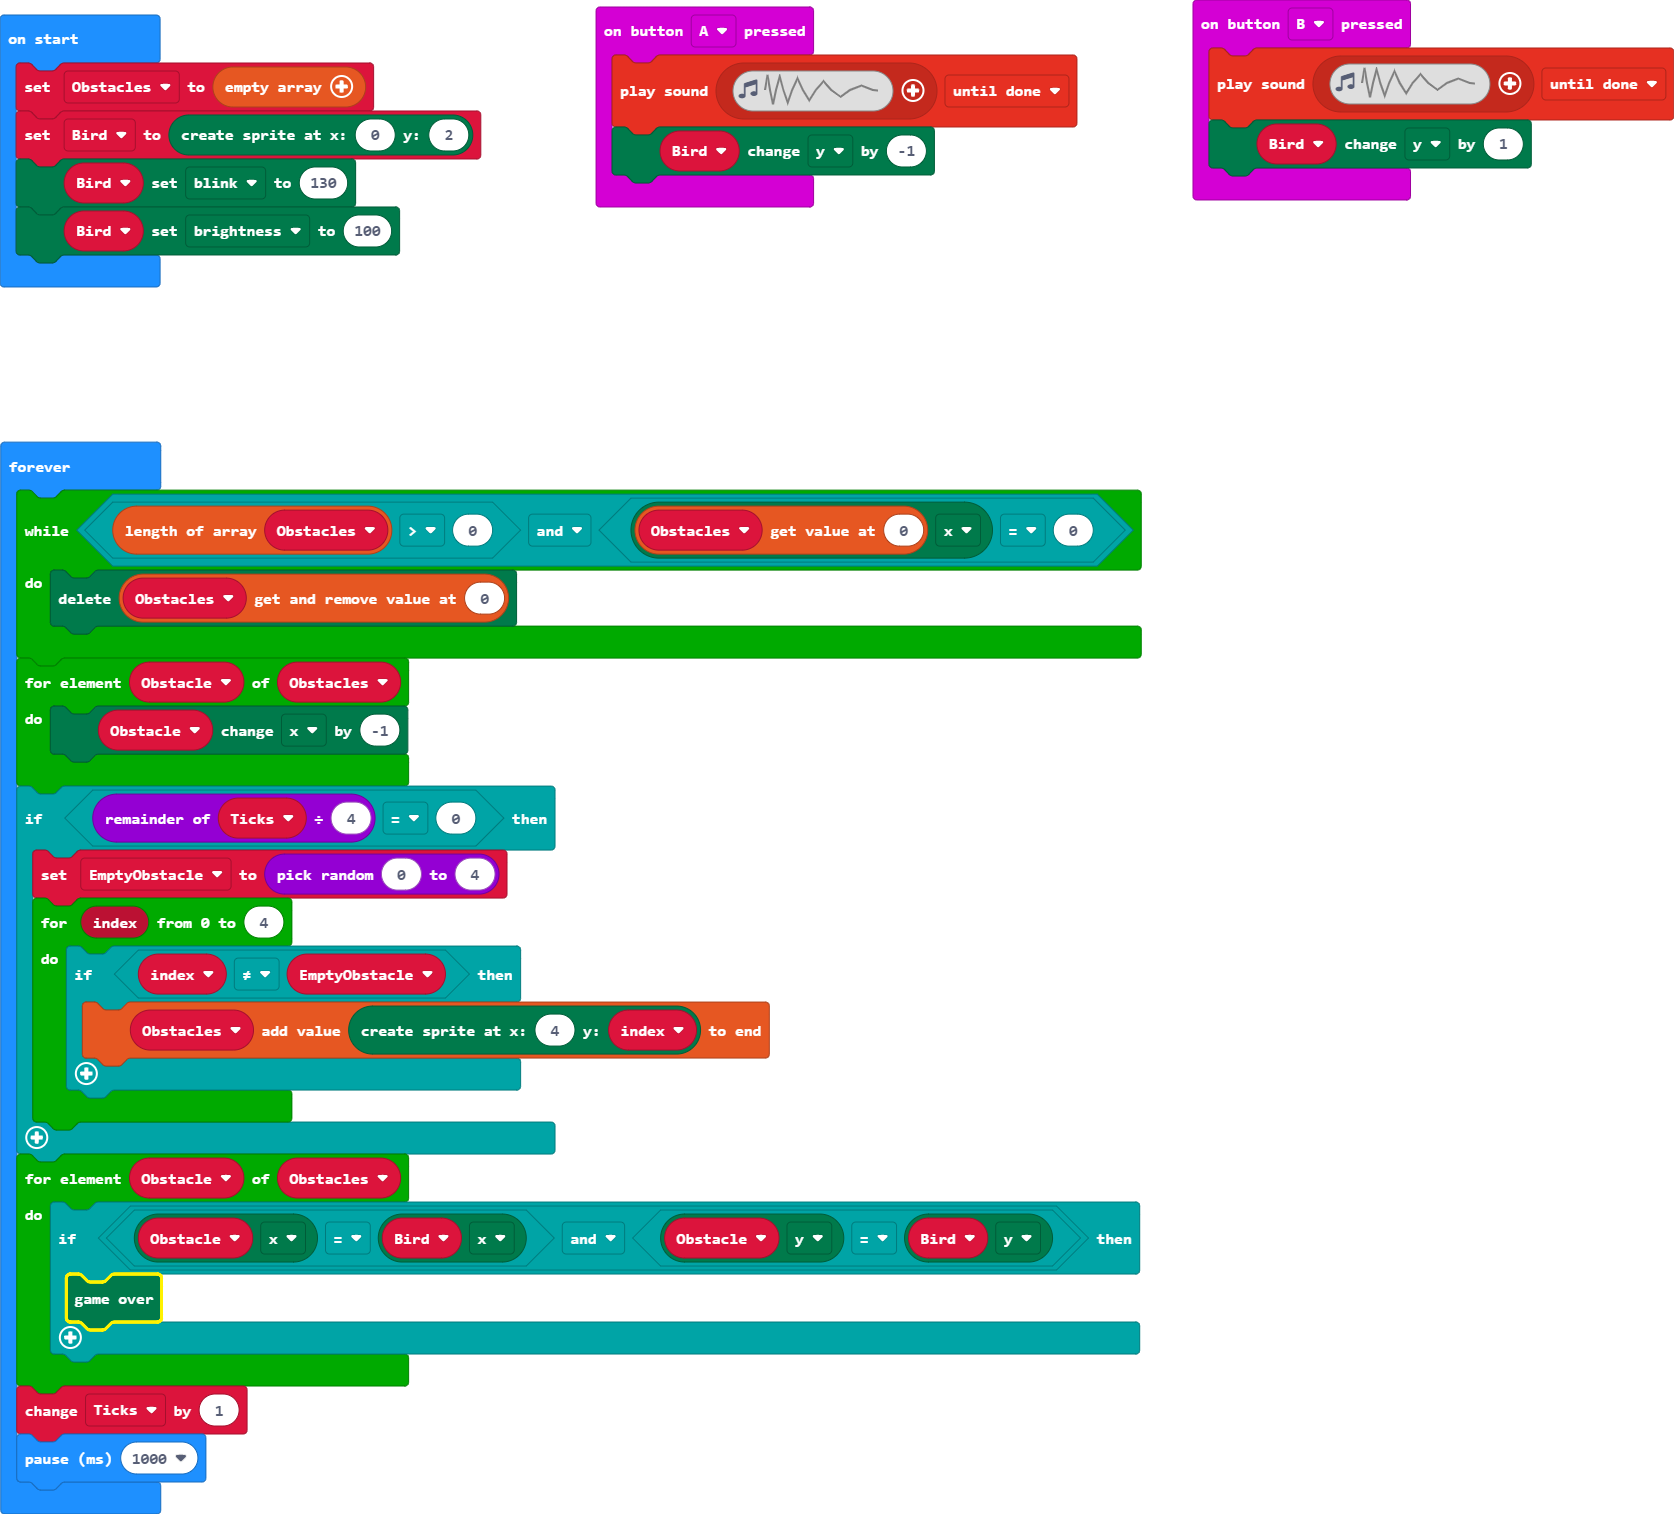 on start
set Obstacles to empty array
set Bird to create sprite at x: 0 y: 2
Bird set blink to 130
Bird set brightness to 100
on button A pressed
play sound until done
Bird change y by -1
on button B pressed
play sound until done
Bird change y by 1
forever
while length of array Obstacles > 0 and Obstacles get value at 0 x = 0
do
delete Obstacles get and remove value at 0
for element Obstacle of Obstacles
do
Obstacle change x by -1
if remainder of Ticks ÷ 4 = 0 then
set EmptyObstacle to pick random 0 to 4
for index from 0 to 4
do
if index ≠ EmptyObstacle then
Obstacles add value create sprite at x: 4 y: index to end
for element Obstacle of Obstacles
do
if Obstacle x = Bird x and Obstacle y = Bird y then
game over
change Ticks by 1
pause (ms) 1000